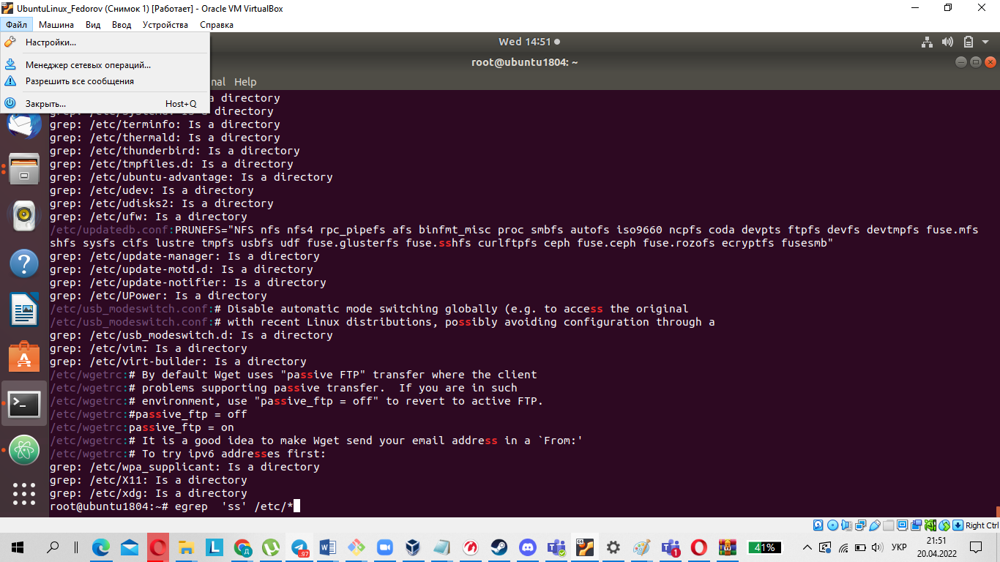 UbuntuLinux_Fedorov (Снимок 1) [Работает] - Oracle VM VirtualBox
Файл Машина Вид Ввод Устройства Справка
Настройки...
Менеджер сетевых операций...
Разрешить все сообщения
Закрыть... Host+Q
Wed 14:51
root@ubuntu1804: ~
nal Help
a directory
grep: /etc/systemd: Is a directory
grep: /etc/terminfo: Is a directory
grep: /etc/thermald: Is a directory
grep: /etc/thunderbird: Is a directory
grep: /etc/tmpfiles.d: Is a directory
grep: /etc/ubuntu-advantage: Is a directory
grep: /etc/udev: Is a directory
grep: /etc/udisks2: Is a directory
grep: /etc/ufw: Is a directory
/etc/updatedb.conf:PRUNEFS="NFS nfs nfs4 rpc_pipefs afs binfmt_misc proc smbfs autofs iso9660 ncpfs coda devpts ftpfs devfs devtmpfs fuse.mfs
shfs sysfs cifs lustre tmpfs usbfs udf fuse.glusterfs fuse.sshfs curlftpfs ceph fuse.ceph fuse.rozofs ecryptfs fusesmb"
grep: /etc/update-manager: Is a directory
grep: /etc/update-motd.d: Is a directory
grep: /etc/update-notifier: Is a directory
grep: /etc/UPower: Is a directory
/etc/usb_modeswitch.conf:# Disable automatic mode switching globally (e.g. to access the original
/etc/usb_modeswitch.conf:# with recent Linux distributions, possibly avoiding configuration through a
grep: /etc/usb_modeswitch.d: Is a directory
grep: /etc/vim: Is a directory
grep: /etc/virt-builder: Is a directory
/etc/wgetrc:# By default Wget uses "passive FTP" transfer where the client
/etc/wgetrc:# problems supporting passive transfer.  If you are in such
/etc/wgetrc:# environment, use "passive_ftp = off" to revert to active FTP.
/etc/wgetrc:#passive_ftp = off
/etc/wgetrc:passive_ftp = on
/etc/wgetrc:# It is a good idea to make Wget send your email address in a `From:'
/etc/wgetrc:# To try ipv6 addresses first:
grep: /etc/wpa_supplicant: Is a directory
grep: /etc/X11: Is a directory
grep: /etc/xdg: Is a directory
root@ubuntu1804:~# egrep  'ss' /etc/*
Right Ctrl
41% УКР 21:51
20.04.2022